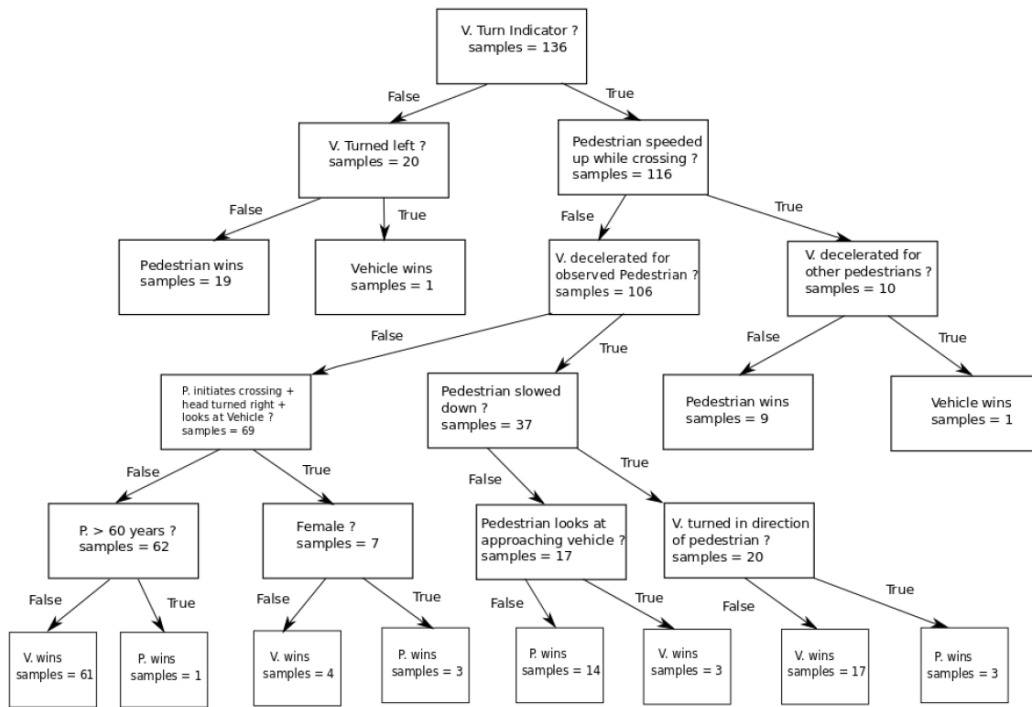 V. Turn Indicator ?
samples = 136
False
True
V. Turned left ?
samples = 20
Pedestrian speeded
up while crossing ?
samples = 116
False
True
False
True
Pedestrian wins
samples = 19
Vehicle wins
samples = 1
V. decelerated for
observed Pedestrian ?
samples = 106
V. decelerated for
other pedestrians ?
samples = 10
False
True
False
True
P. initiates crossing +
head turned right +
looks at Vehicle ?
samples = 69
Pedestrian slowed
down ?
samples = 37
Pedestrian wins
samples = 9
Vehicle wins
samples = 1
False
True
False
True
P. > 60 years ?
samples = 62
Female ?
samples = 7
Pedestrian looks at
approaching vehicle ?
samples = 17
V. turned in direction
of pedestrian ?
samples = 20
False
True
False
True
False
True
False
True
V. wins
samples = 61
P. wins
samples = 1
V. wins
samples = 4
P. wins
samples = 3
P. wins
samples = 14
V. wins
samples = 3
V. wins
samples = 17
P. wins
samples = 3